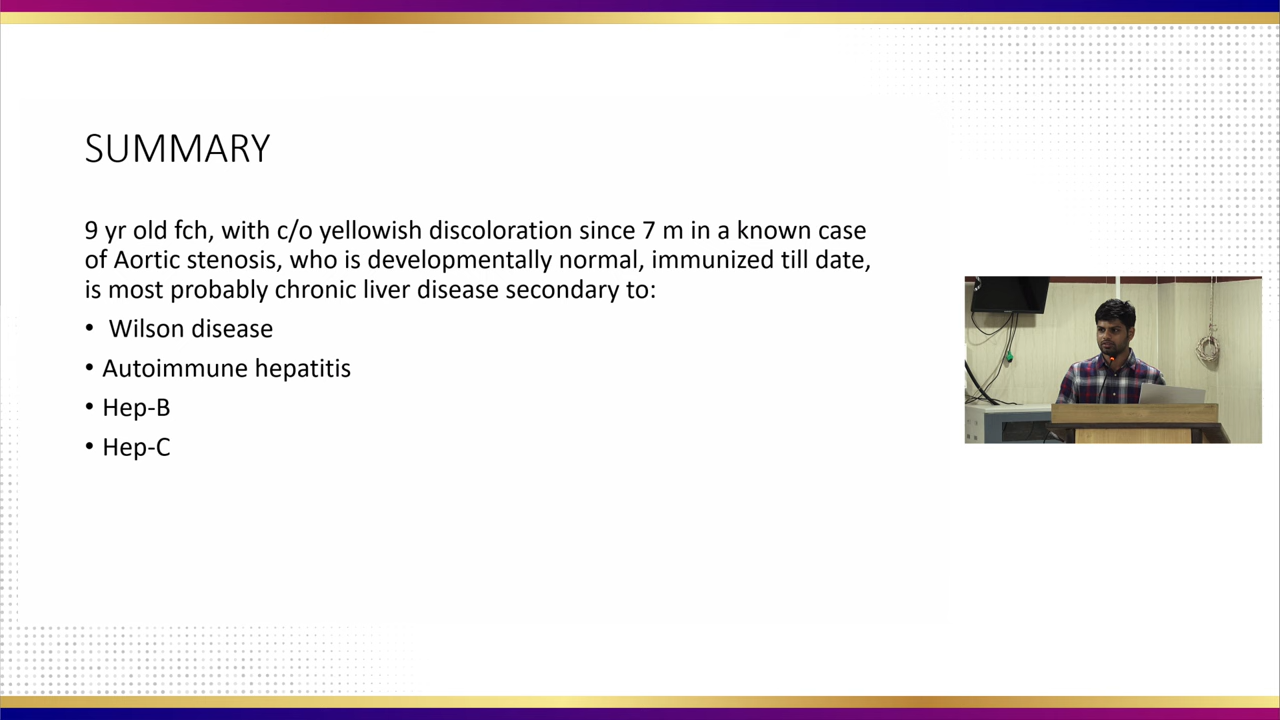 SUMMARY
9 yr old fch, with c/o yellowish discoloration since 7 m in a known case
of Aortic stenosis, who is developmentally normal, immunized till date,
is most probably chronic liver disease secondary to:
• Wilson disease
• Autoimmune hepatitis
• Hep-B
• Hep-C